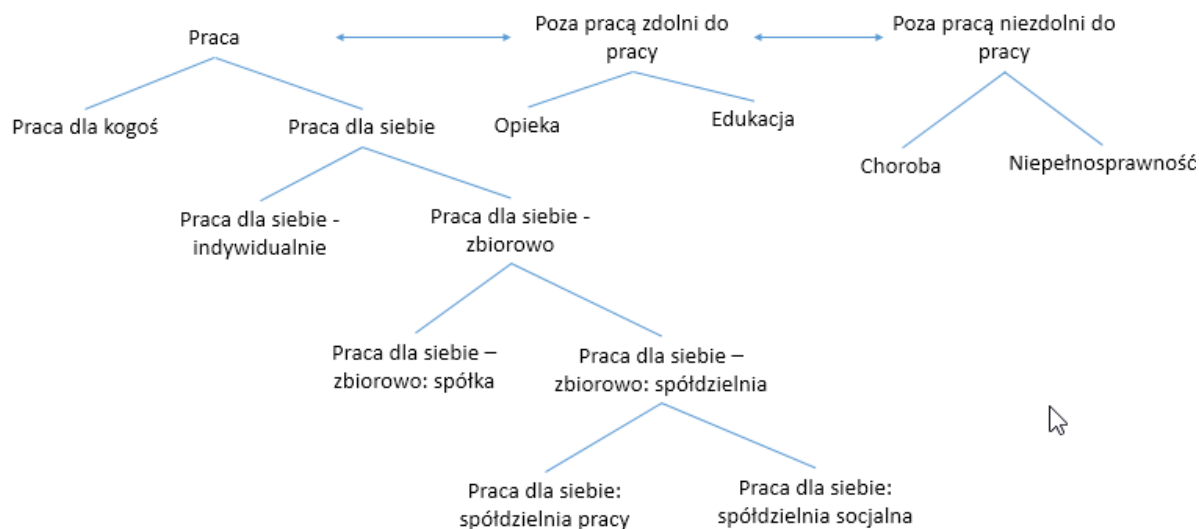 Praca
Poza pracą zdolni do
pracy
Poza pracą niezdolni do
pracy
Praca dla kogoś
Praca dla siebie
Opieka
Edukacja
Choroba
Niepełnosprawność
Praca dla siebie -
indywidualnie
Praca dla siebie -
zbiorowo
Praca dla siebie –
zbiorowo: spółka
Praca dla siebie –
zbiorowo: spółdzielnia
Praca dla siebie:
spółdzielnia pracy
Praca dla siebie:
spółdzielnia socjalna